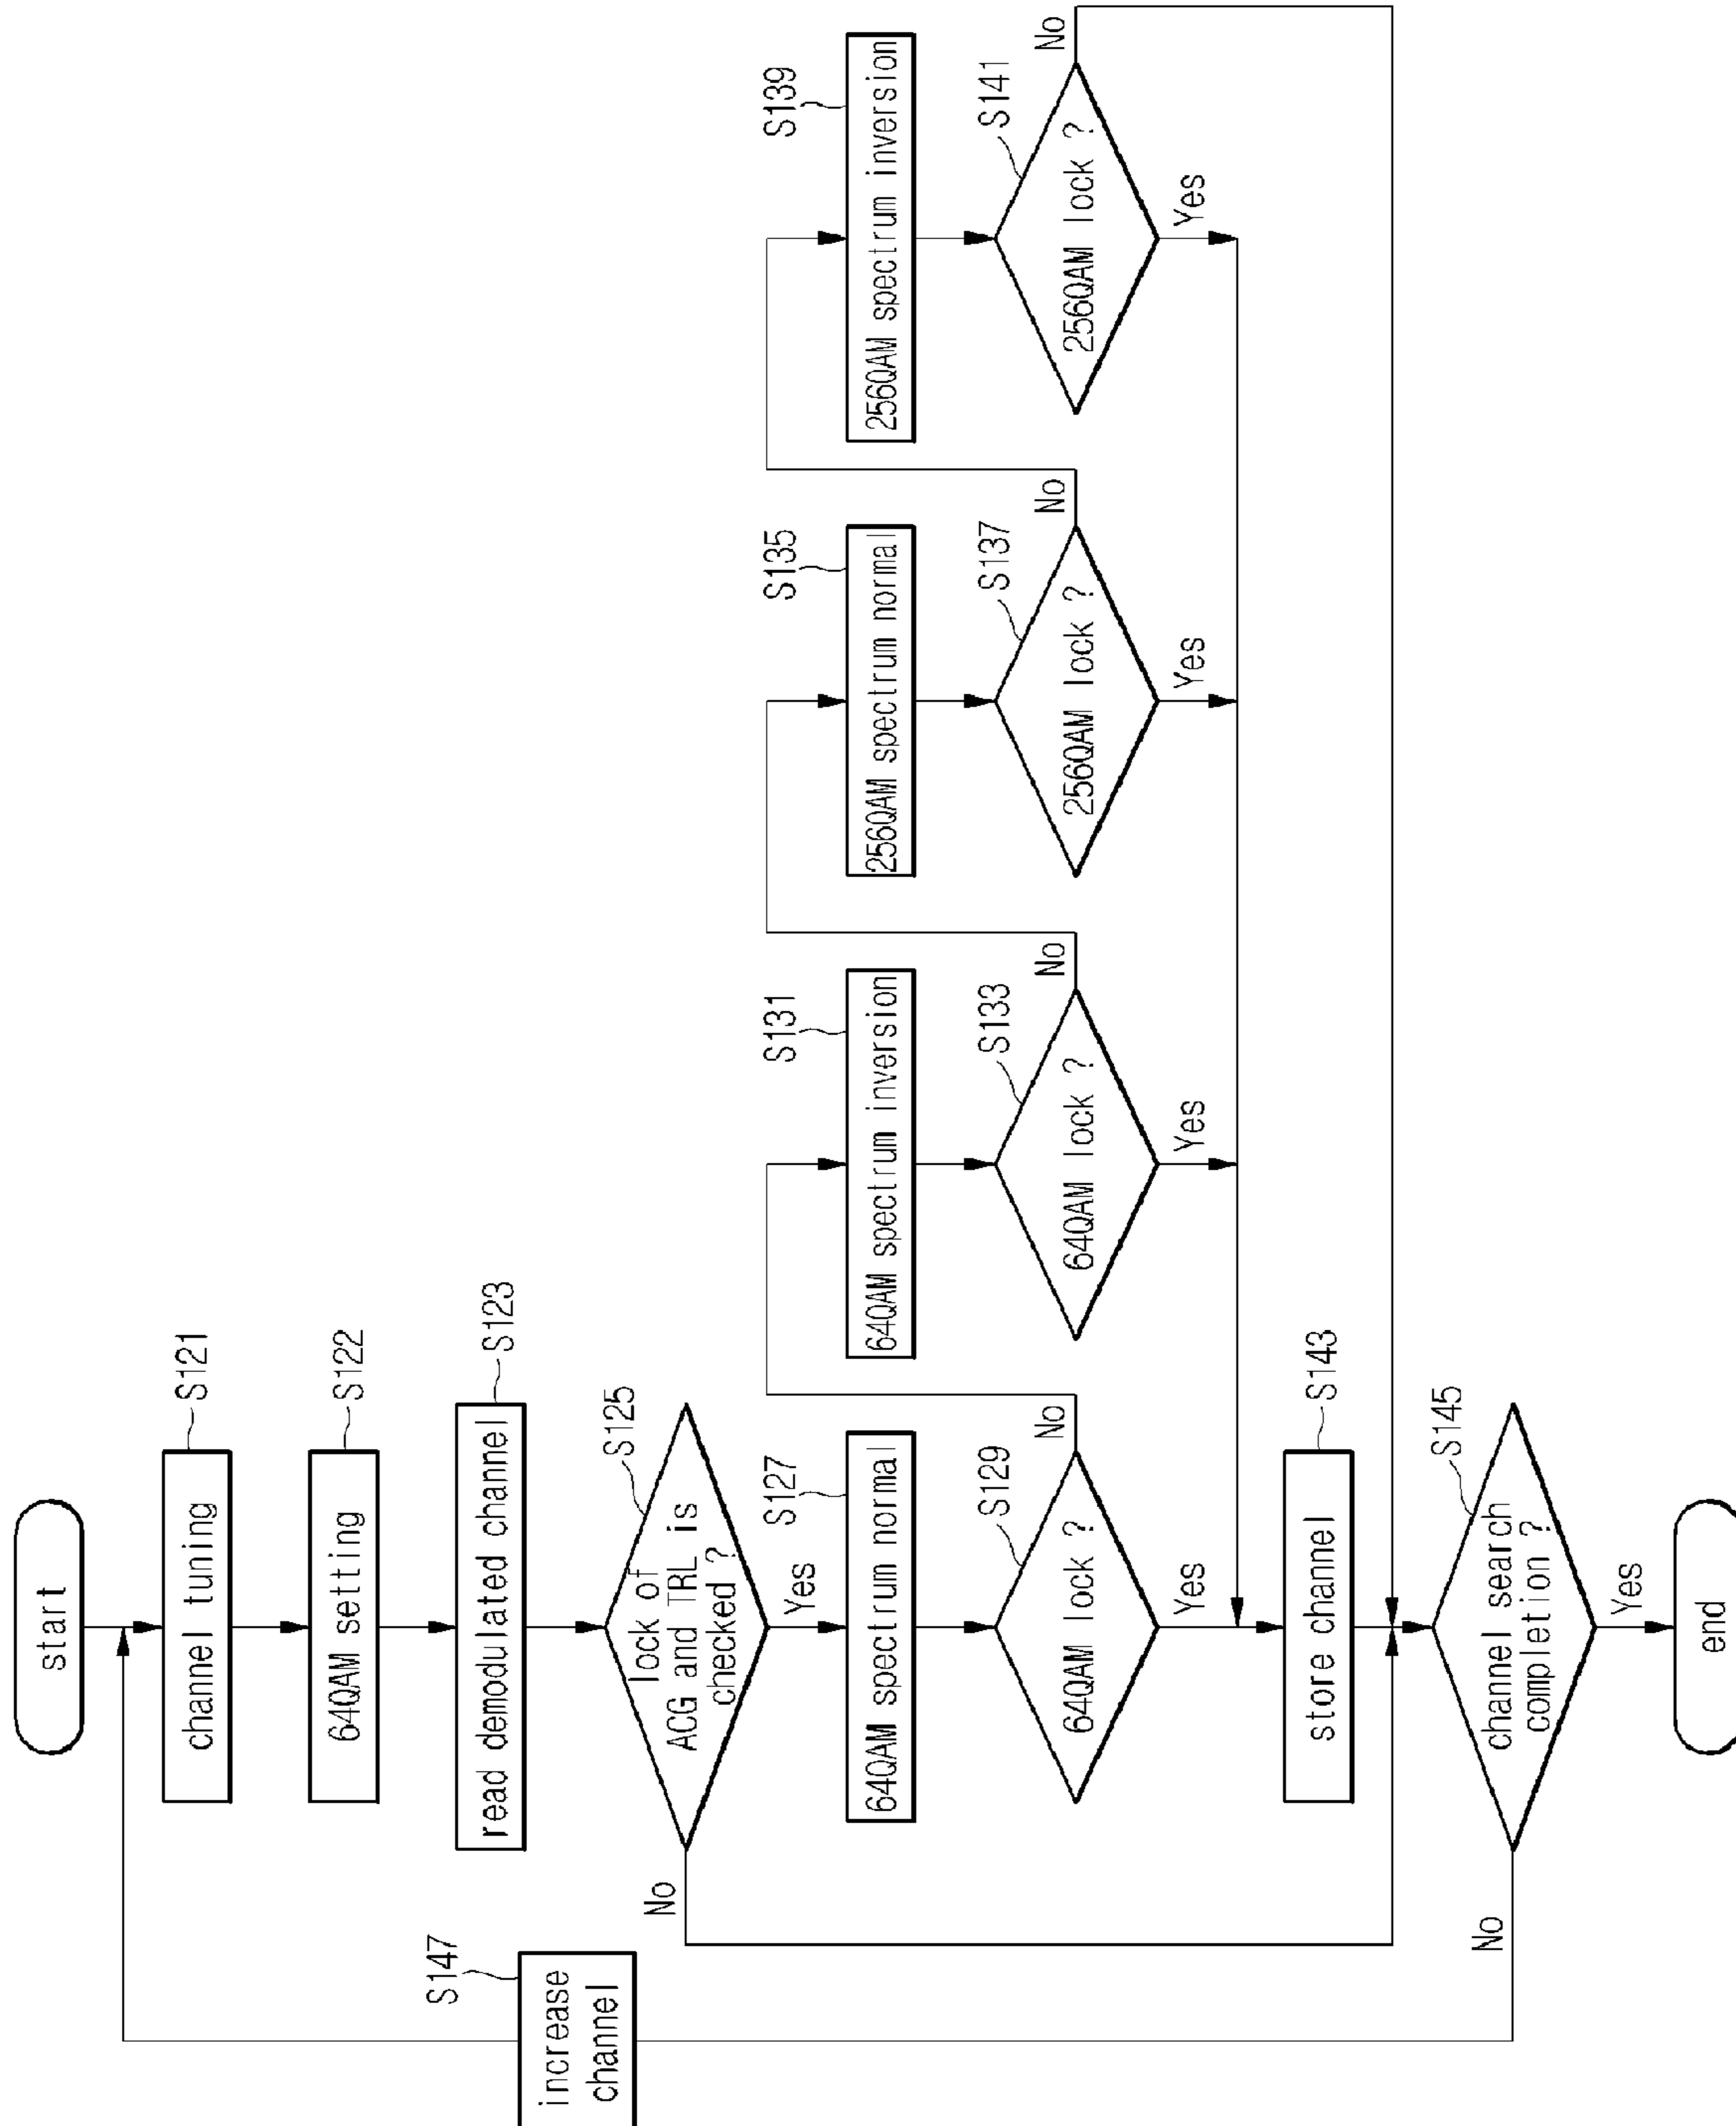 start
channel tuning
S121
64QAM setting
S122
read demodulated channel
S123
lock of
ACG and TRL is
checked ?
S125
No
Yes
64QAM spectrum normal
S127
64QAM lock ?
S129
No
Yes
64QAM spectrum inversion
S131
64QAM lock ?
S133
No
Yes
256QAM spectrum normal
S135
256QAM lock ?
S137
No
Yes
256QAM spectrum inversion
S139
256QAM lock ?
S141
No
Yes
store channel
S143
channel search
completion ?
S145
No
Yes
increase
channel
S147
end